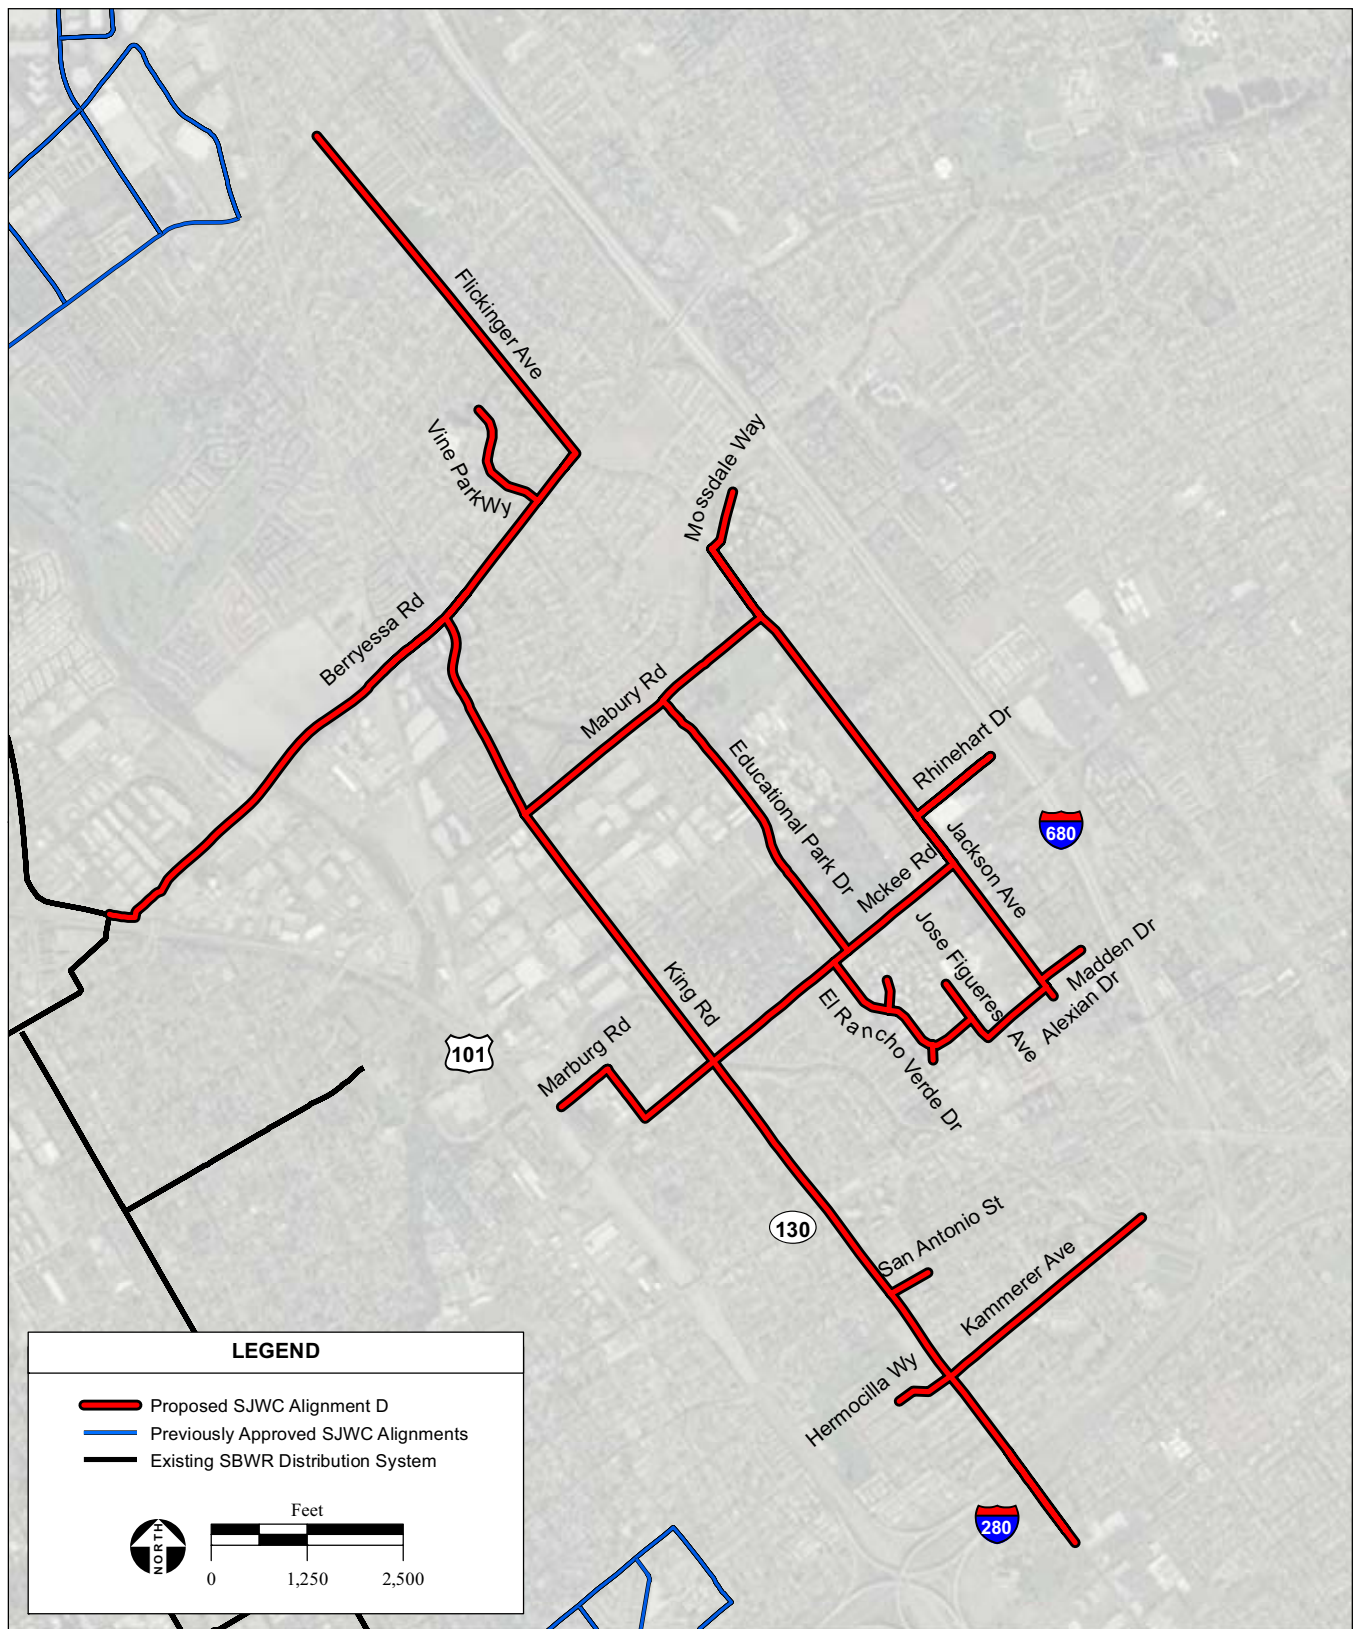 Flickinger Ave
Vine Park Wy
Mossdale Way
Berryessa Rd
Mabury Rd
Rhinehart Dr
Educational Park Dr
680
Jackson Ave
Mckee Rd
Jose Figueres Ave
Madden Dr
Alexian Dr
King Rd
El Rancho Verde Dr
Marburg Rd
101
130
San Antonio St
Kammerer Ave
Hermocilla Wy
280
LEGEND
Proposed SJWC Alignment D
Previously Approved SJWC Alignments
Existing SBWR Distribution System
Feet
NORTH
0 1,250 2,500